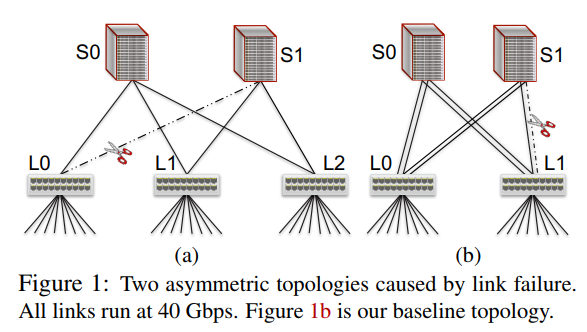 S0 S1 S0 S1
L0 L1 L2 L0 L1
(a) (b)
Figure 1: Two asymmetric topologies caused by link failure.
All links run at 40 Gbps. Figure 1b is our baseline topology.